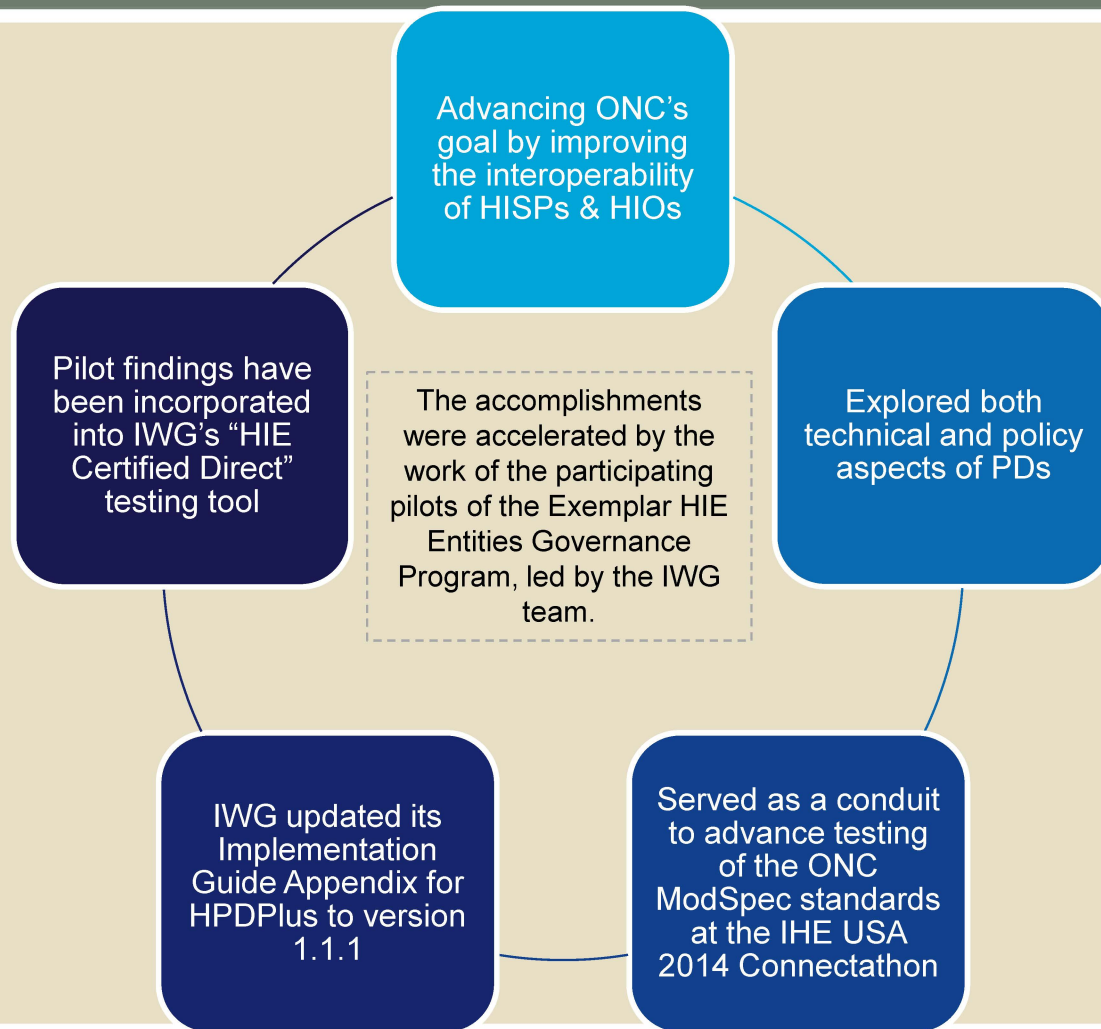 Advancing ONC's
goal by improving
the interoperability
of HISPs & HIOs
Explored both
technical and policy
aspects of PDs
Served as a conduit
to advance testing
of the ONC
ModSpec standards
at the IHE USA
2014 Connectathon
IWG updated its
Implementation
Guide Appendix for
HPDPlus to version
1.1.1
Pilot findings have
been incorporated
into IWG's “HIE
Certified Direct”
testing tool
The accomplishments
were accelerated by the
work of the participating
pilots of the Exemplar HIE
Entities Governance
Program, led by the IWG
team.